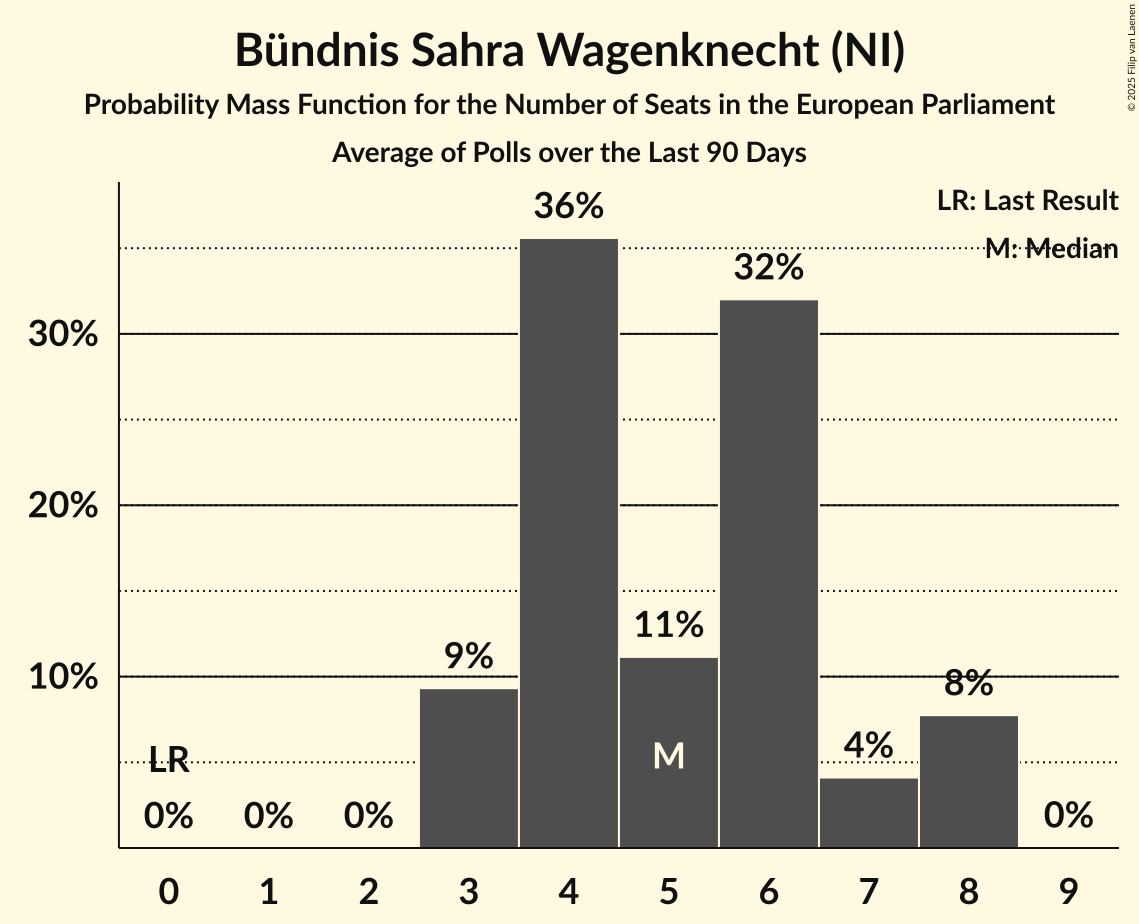 Bündnis Sahra Wagenknecht (NI)
Probability Mass Function for the Number of Seats in the European Parliament
Average of Polls over the Last 90 Days
© 2025 Filip van Laenen
LR: Last Result
M: Median
36%
32%
30%
20%
11%
9%
10%
8%
4%
LR
M
0%
0%
0%
0%
0 1 2 3 4 5 6 7 8 9